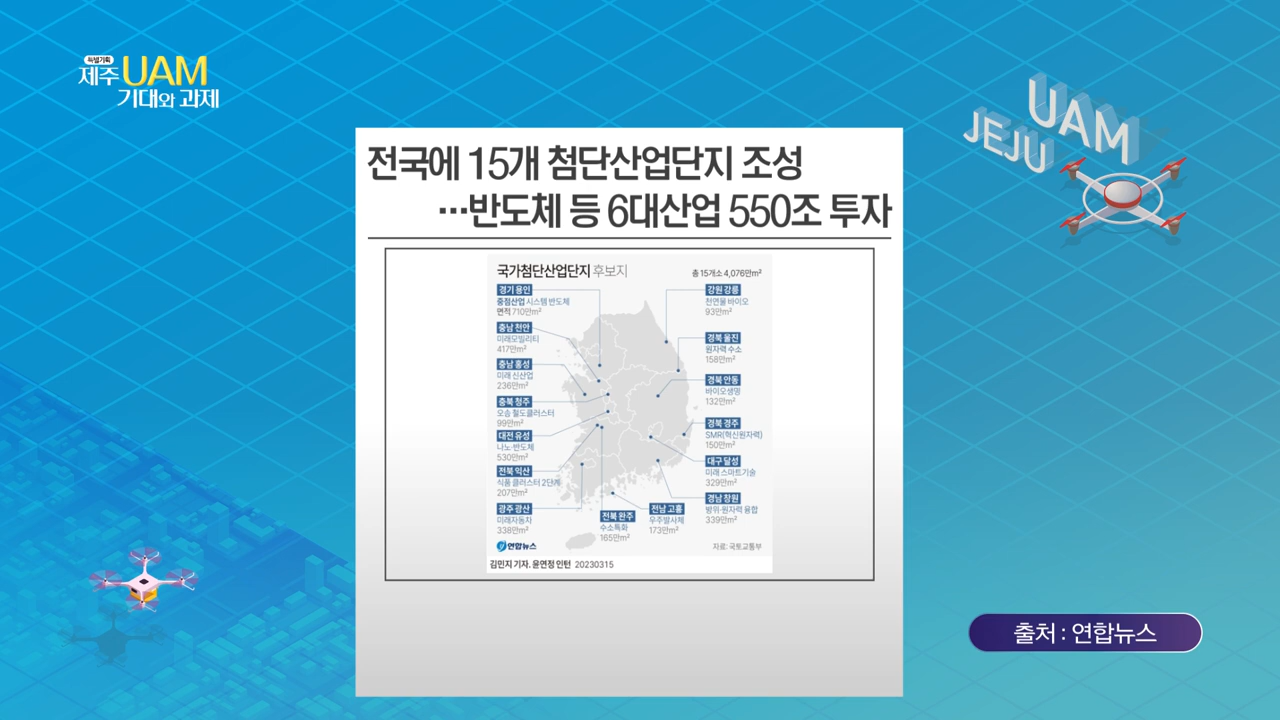 특별기획
제주 UAM
기대와 과제
JEJU UAM
전국에 15개 첨단산업단지 조성
…반도체 등 6대산업 550조 투자
국가첨단산업단지 후보지
총 15개소 4,076만m²
경기 용인
중점산업 시스템 반도체
면적 710만m²
충남 천안
미래모빌리티
417만m²
충남 홍성
미래 신산업
236만m²
충북 청주
오송 철도클러스터
99만m²
대전 유성
나노·반도체
530만m²
전북 익산
식품 클러스터 2단계
207만m²
광주 광산
미래자동차
338만m²
전북 완주
수소특화
165만m²
전남 고흥
우주발사체
173만m²
강원 강릉
천연물 바이오
93만m²
경북 울진
원자력 수소
158만m²
경북 안동
바이오생명
132만m²
경북 경주
SMR(혁신원자력)
150만m²
대구 달성
미래 스마트기술
329만m²
경남 창원
방위·원자력 융합
339만m²
연합뉴스
자료: 국토교통부
김민지 기자. 윤연정 인턴 20230315
출처 : 연합뉴스